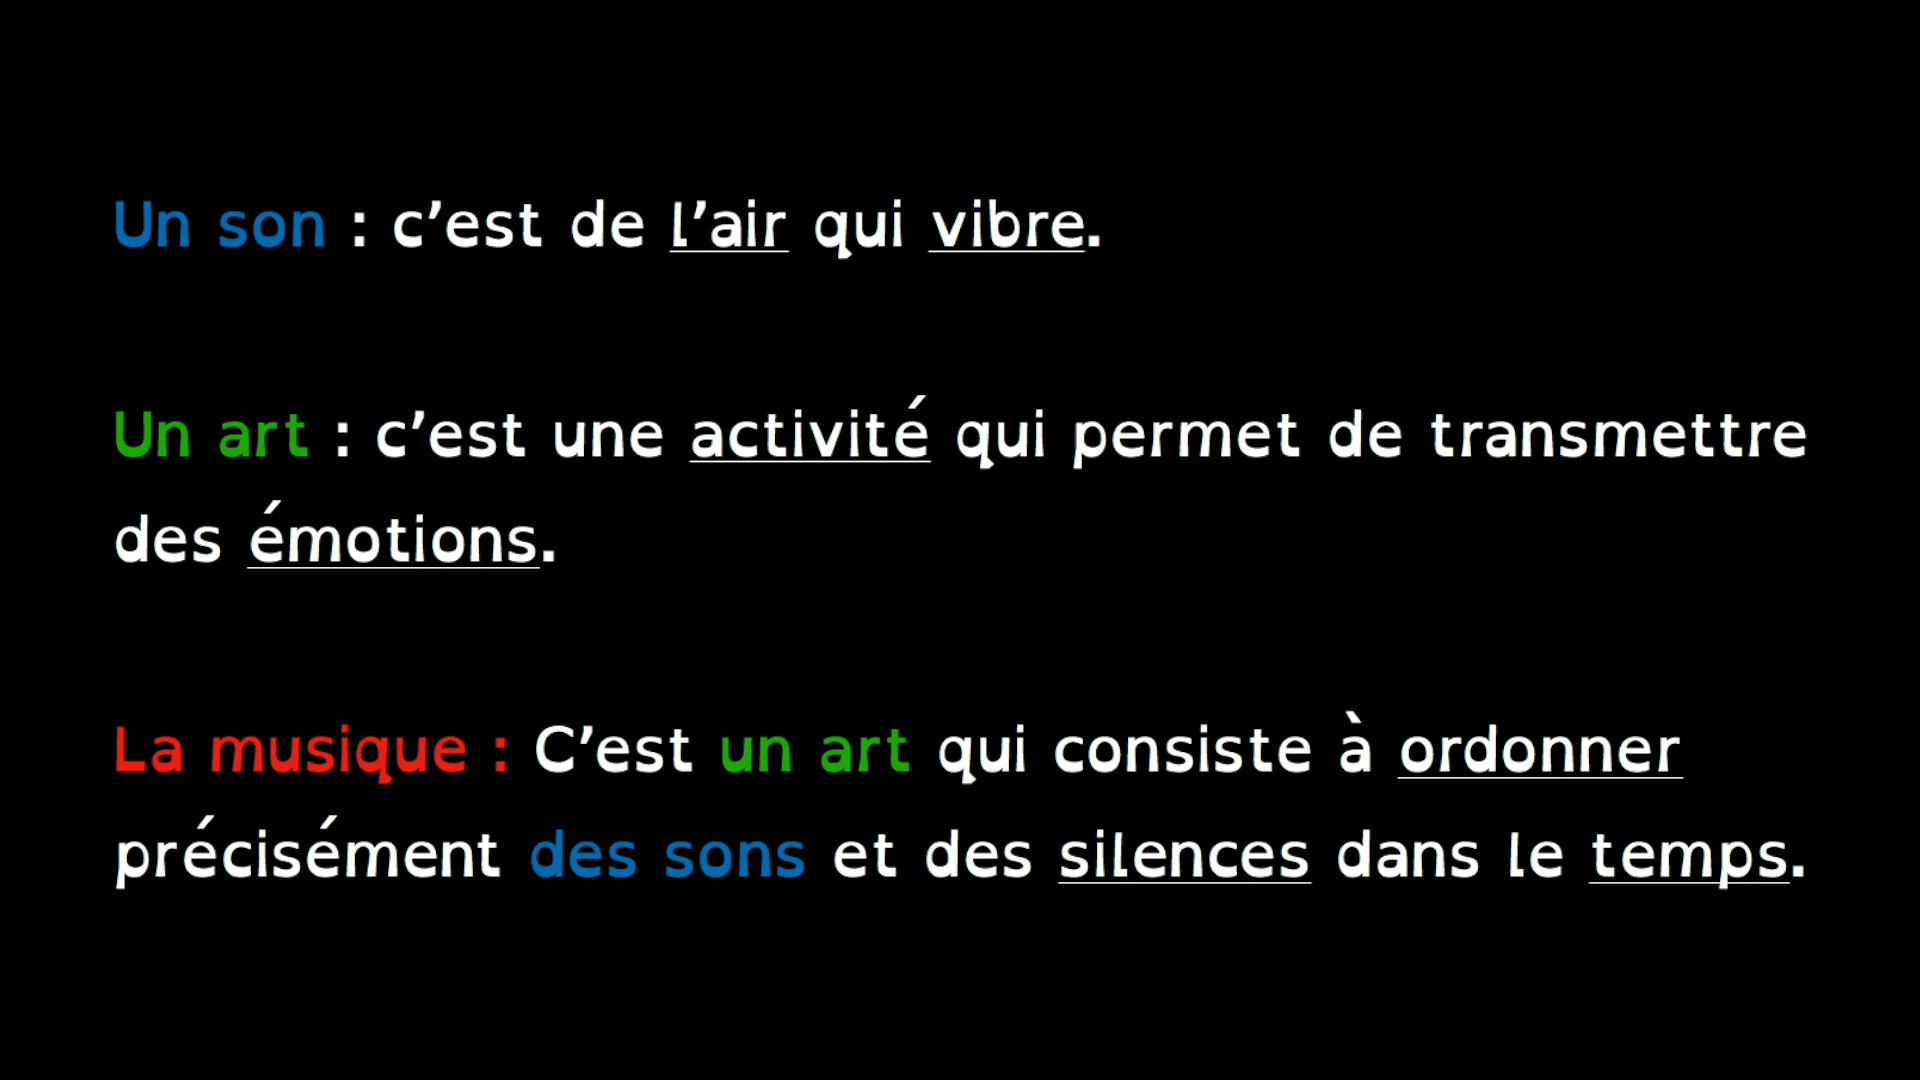 Un son : c’est de l’air qui vibre.
Un art : c’est une activité qui permet de transmettre
des émotions.
La musique : C’est un art qui consiste à ordonner
précisément des sons et des silences dans le temps.